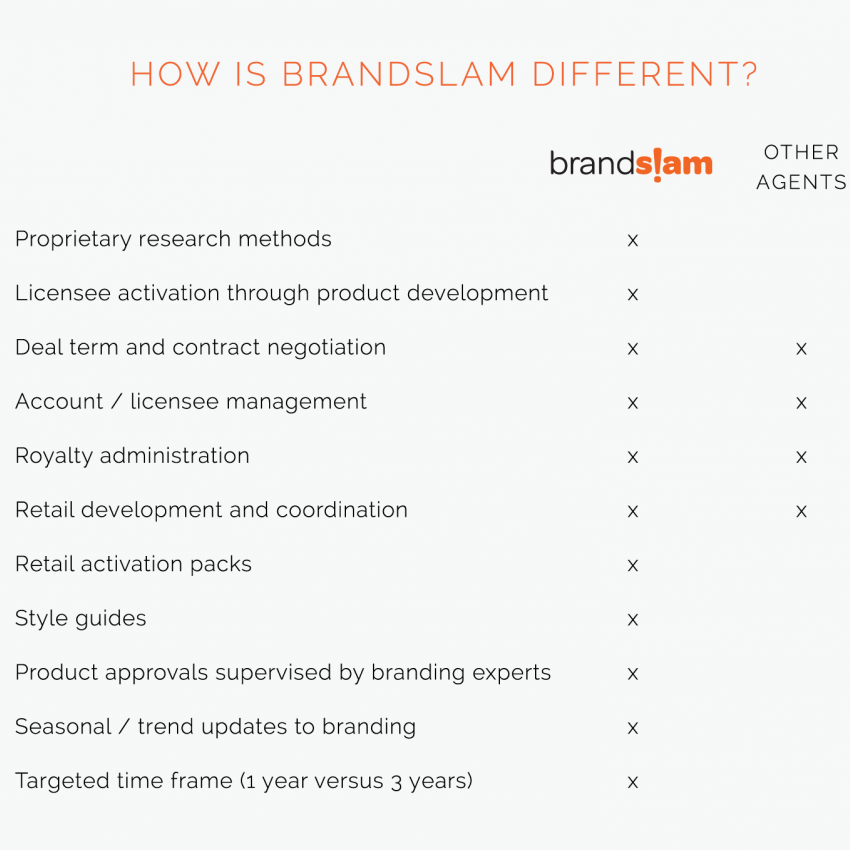 HOW IS BRANDSLAM DIFFERENT?
brandslam
OTHER
AGENTS
Proprietary research methods x
Licensee activation through product development x
Deal term and contract negotiation x x
Account / licensee management x x
Royalty administration x x
Retail development and coordination x x
Retail activation packs x
Style guides x
Product approvals supervised by branding experts x
Seasonal / trend updates to branding x
Targeted time frame (1 year versus 3 years) x